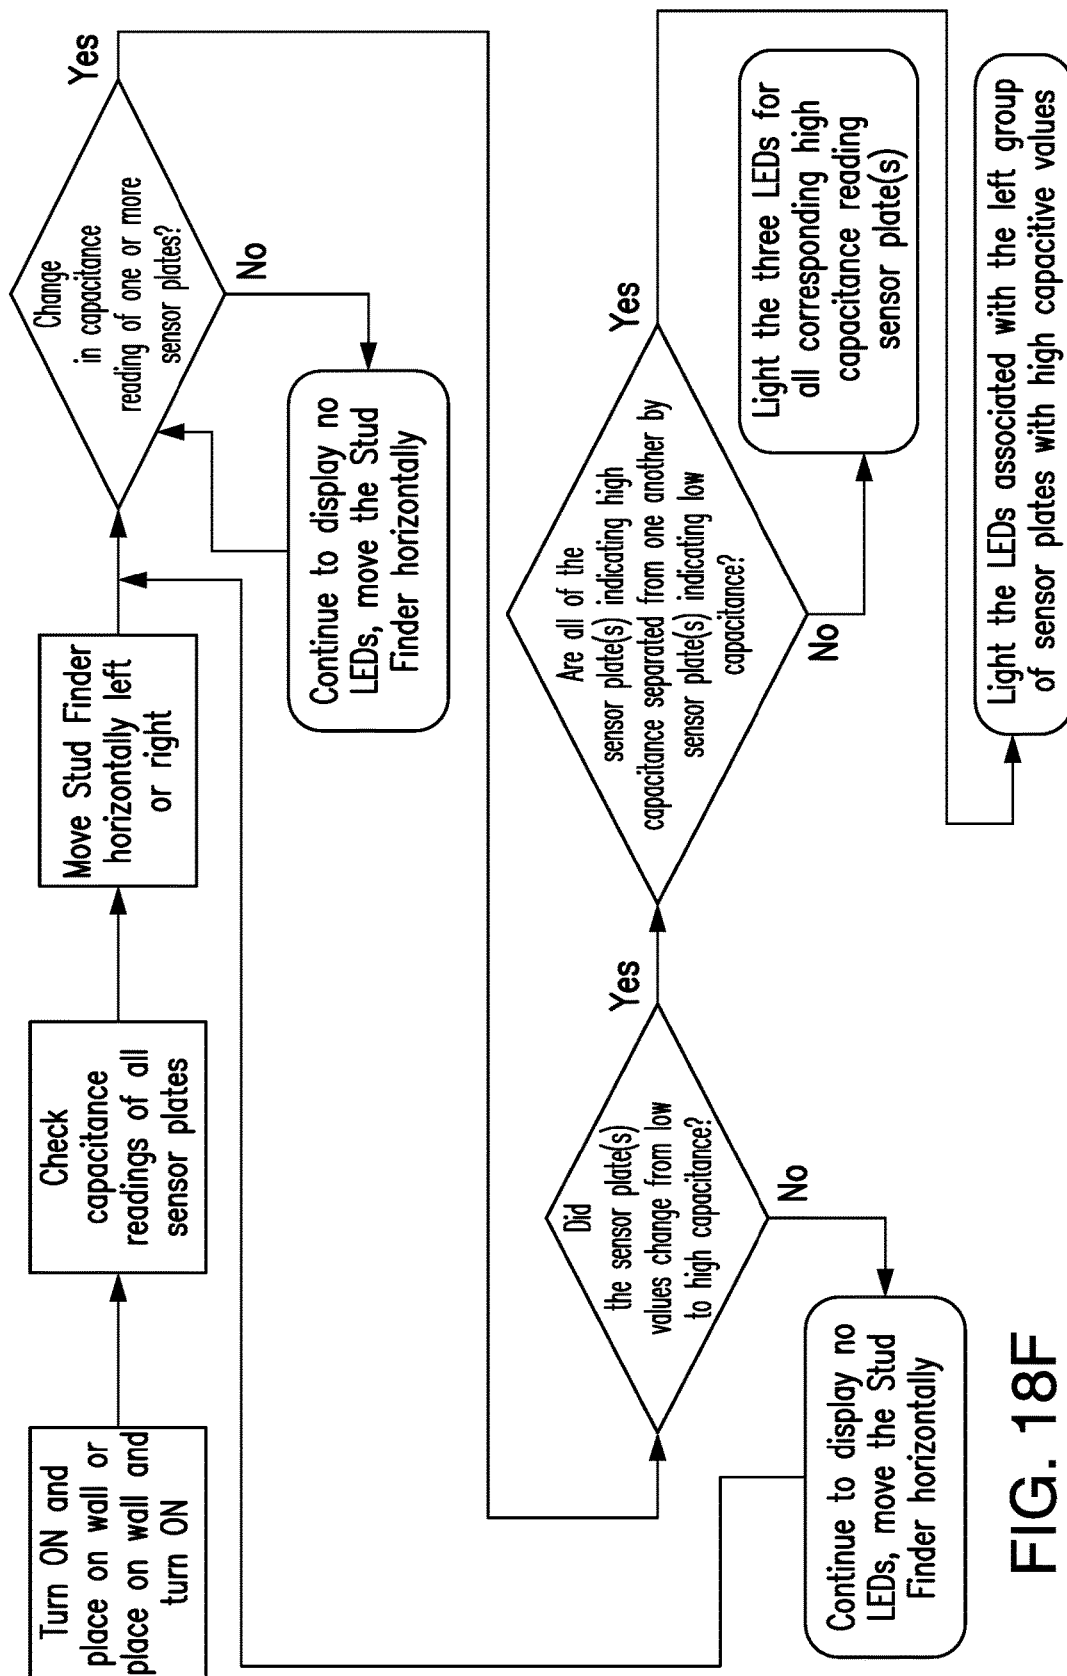 Turn ON and
place on wall or
place on wall and
turn ON
Check
capacitance
readings of all
sensor plates
Move Stud Finder
horizontally left
or right
Change
in capacitance
reading of one or more
sensor plates?
Yes
No
Continue to display no
LEDs, move the Stud
Finder horizontally
Did
the sensor plate(s)
values change from low
to high capacitance?
Yes
No
Continue to display no
LEDs, move the Stud
Finder horizontally
Are all of the
sensor plate(s) indicating high
capacitance separated from one another by
sensor plate(s) indicating low
capacitance?
Yes
No
Light the three LEDs for
all corresponding high
capacitance reading
sensor plate(s)
Light the LEDs associated with the left group
of sensor plates with high capacitive values
FIG. 18F